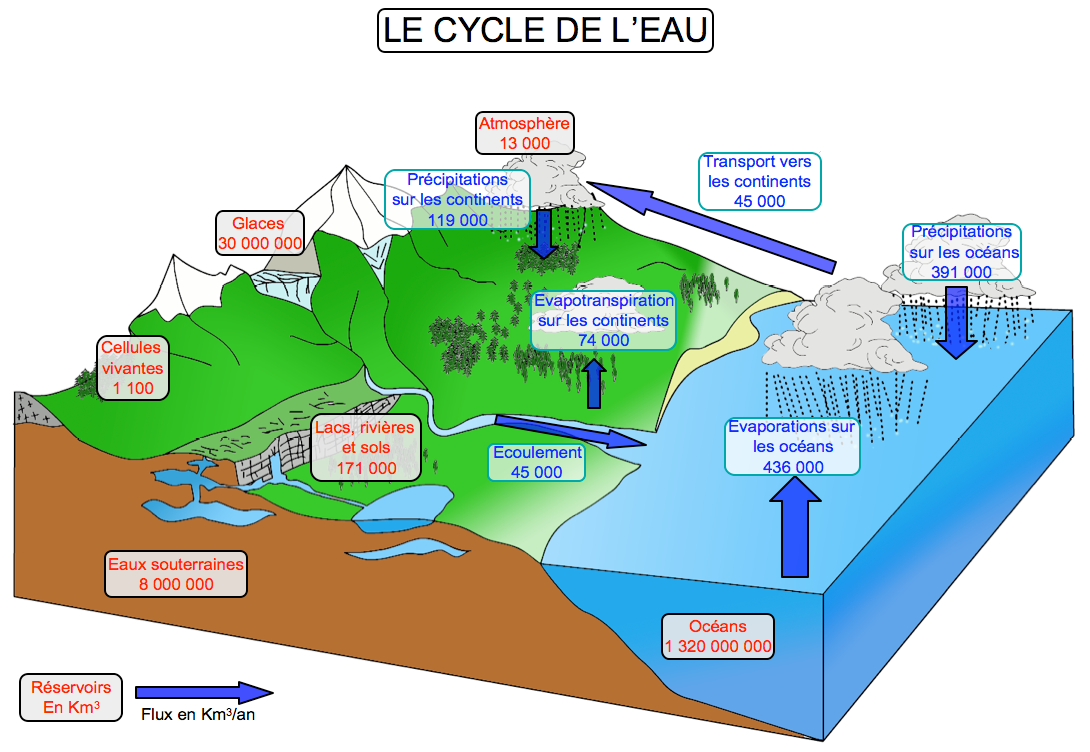 LE CYCLE DE L'EAU
Atmosphère
13 000
Transport vers
les continents
45 000
Précipitations
sur les continents
119 000
Glaces
30 000 000
Précipitations
sur les océans
391 000
Evapotranspiration
sur les continents
74 000
Cellules
vivantes
1 100
Lacs, rivières
et sols
171 000
Ecoulement
45 000
Evaporations sur
les océans
436 000
Eaux souterraines
8 000 000
Océans
1 320 000 000
Réservoirs
En Km³
Flux en Km³/an